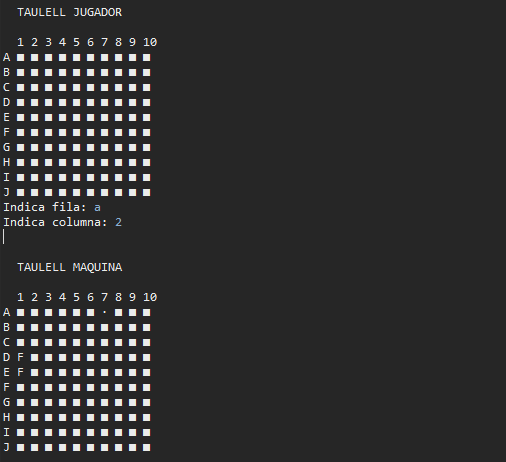 TAULELL JUGADOR
1 2 3 4 5 6 7 8 9 10
A ■ ■ ■ ■ ■ ■ ■ ■ ■ ■
B ■ ■ ■ ■ ■ ■ ■ ■ ■ ■
C ■ ■ ■ ■ ■ ■ ■ ■ ■ ■
D ■ ■ ■ ■ ■ ■ ■ ■ ■ ■
E ■ ■ ■ ■ ■ ■ ■ ■ ■ ■
F ■ ■ ■ ■ ■ ■ ■ ■ ■ ■
G ■ ■ ■ ■ ■ ■ ■ ■ ■ ■
H ■ ■ ■ ■ ■ ■ ■ ■ ■ ■
I ■ ■ ■ ■ ■ ■ ■ ■ ■ ■
J ■ ■ ■ ■ ■ ■ ■ ■ ■ ■
Indica fila: a
Indica columna: 2
TAULELL MAQUINA
1 2 3 4 5 6 7 8 9 10
A ■ ■ ■ ■ ■ ■ · ■ ■ ■
B ■ ■ ■ ■ ■ ■ ■ ■ ■ ■
C ■ ■ ■ ■ ■ ■ ■ ■ ■ ■
D F ■ ■ ■ ■ ■ ■ ■ ■ ■
E F ■ ■ ■ ■ ■ ■ ■ ■ ■
F ■ ■ ■ ■ ■ ■ ■ ■ ■ ■
G ■ ■ ■ ■ ■ ■ ■ ■ ■ ■
H ■ ■ ■ ■ ■ ■ ■ ■ ■ ■
I ■ ■ ■ ■ ■ ■ ■ ■ ■ ■
J ■ ■ ■ ■ ■ ■ ■ ■ ■ ■